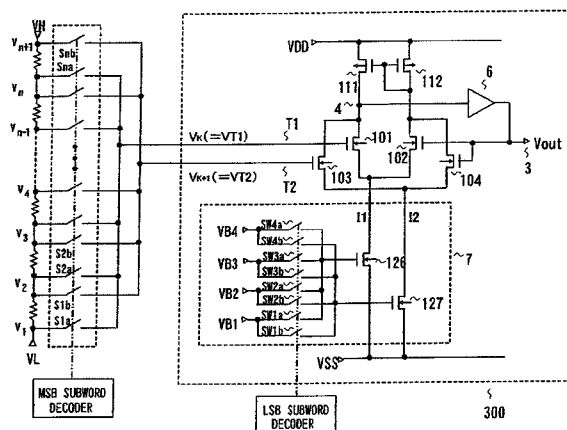 VH
Vn+1
Snb
Sna
Vn
Vn-1
V4
V3
S2b
S2a
V2
S1b
S1a
V1
VL
MSB SUBWORD
DECODER
VK(=VT1)
T1
VK+1(=VT2)
T2
VDD
111
112
4
6
101
102
103
104
Vout
3
I1
I2
VB4
SW4a
SW4b
VB3
SW3a
SW3b
VB2
SW2a
SW2b
VB1
SW1a
SW1b
126
127
7
VSS
LSB SUBWORD
DECODER
300